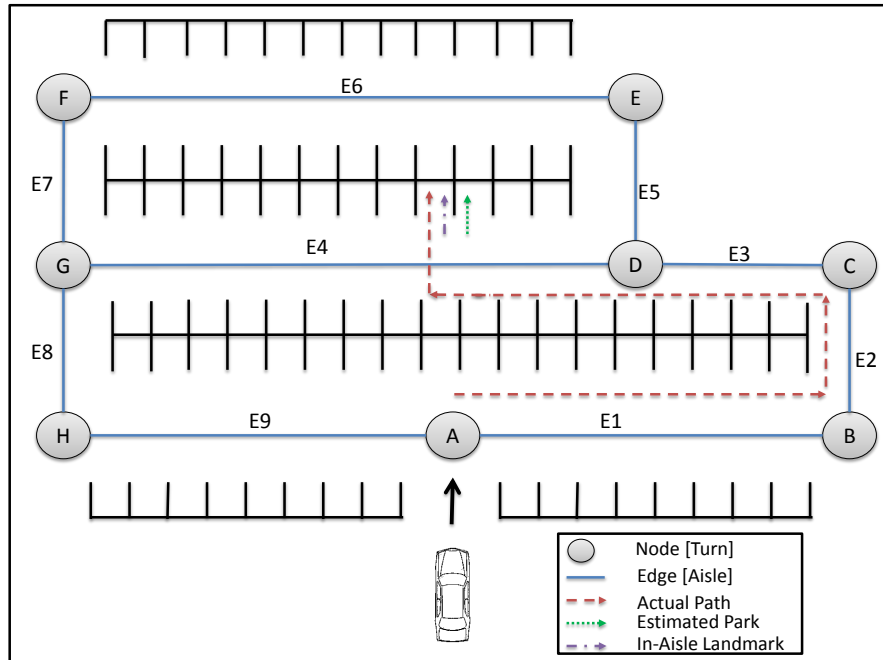 E6
F
E
E7
E5
E4
E3
G
D
C
E8
E2
E9
E1
H
A
B
Node [Turn]
Edge [Aisle]
Actual Path
Estimated Park
In-Aisle Landmark